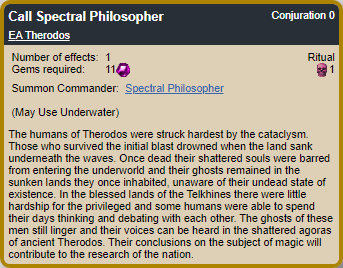 Call Spectral Philosopher Conjuration 0
EA Therodos
Number of effects: 1 Ritual
Gems required: 11 1
Summon Commander: Spectral Philosopher
(May Use Underwater)
The humans of Therodos were struck hardest by the cataclysm.
Those who survived the initial blast drowned when the land sank
underneath the waves. Once dead their shattered souls were barred
from entering the underworld and their ghosts remained in the
sunken lands they once inhabited, unaware of their undead state of
existence. In the blessed lands of the Telkhines there were little
hardship for the privileged and some humans were able to spend
their days thinking and debating with each other. The ghosts of these
men still linger and their voices can be heard in the shattered agoras
of ancient Therodos. Their conclusions on the subject of magic will
contribute to the research of the nation.